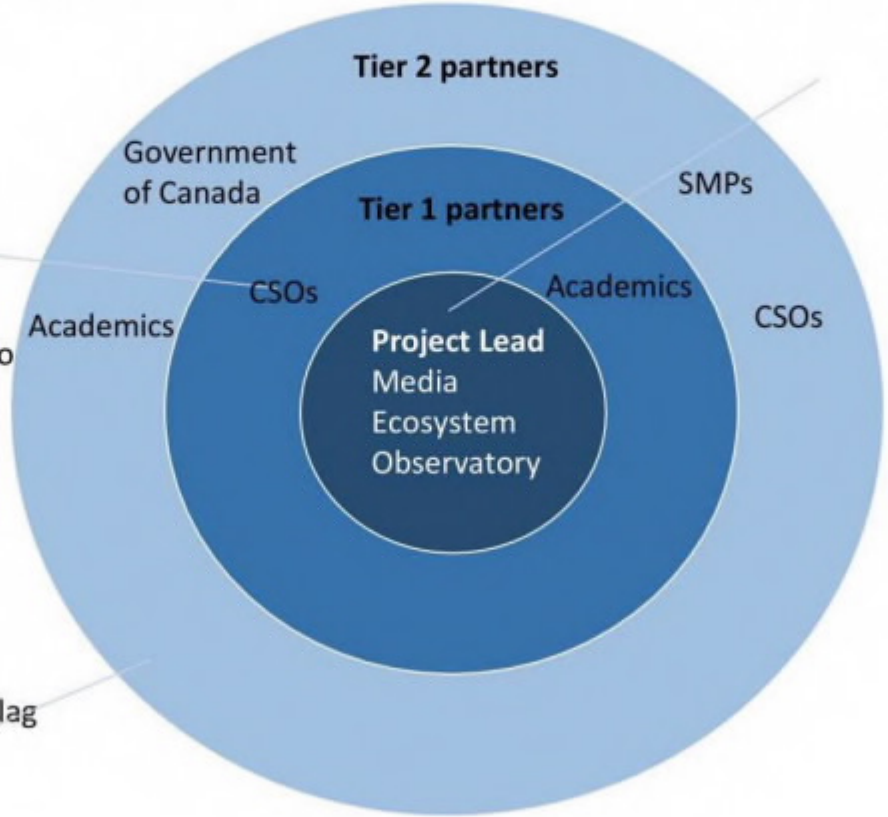 Tier 2 partners
Government
of Canada
SMPs
Tier 1 partners
CSOs
Academics
Academics
CSOs
Project Lead
Media
Ecosystem
Observatory